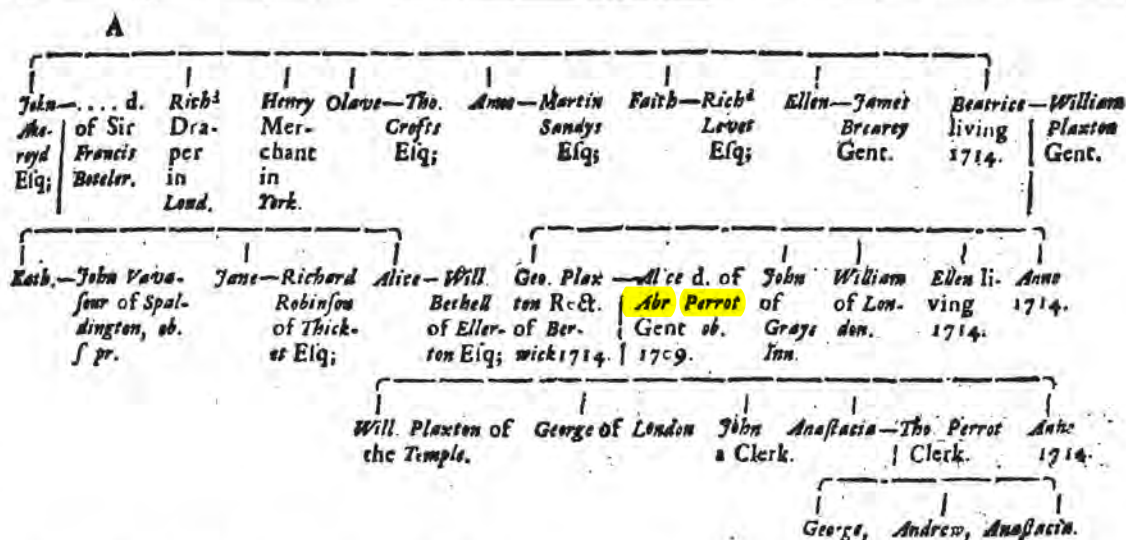 A
John — .... d. Richᵈ Henry Olave — Tho. Anne — Martin Faith — Richᵈ Ellen — James Beatrice — William
Ake- of Sir Dra- Mer- Crofts Sandys Levet Brearey living Plaxton
royd Francis per chant Eſq; Eſq; Eſq; Gent. 1714. Gent.
Eſq; Boteler. in in
Lond. York.
Kath. — John Vava- Jane — Richard Alice — Will. Geo. Plax — Alice d. of John William Ellen li- Anne
ſour of Spal- Robinſon Bethell ton Rect. Abr Perrot of of Lon- ving 1714.
dington, ob. of Thick- of Eller- of Ber- Gent ob. Grays don. 1714.
ſ pr. et Eſq; ton Eſq; wick 1714. 1709. Inn.
Will. Plaxton of George of London John Anaſtacia — Tho. Perrot Anne
the Temple. a Clerk. Clerk. 1714.
George, Andrew, Anaſtacia.